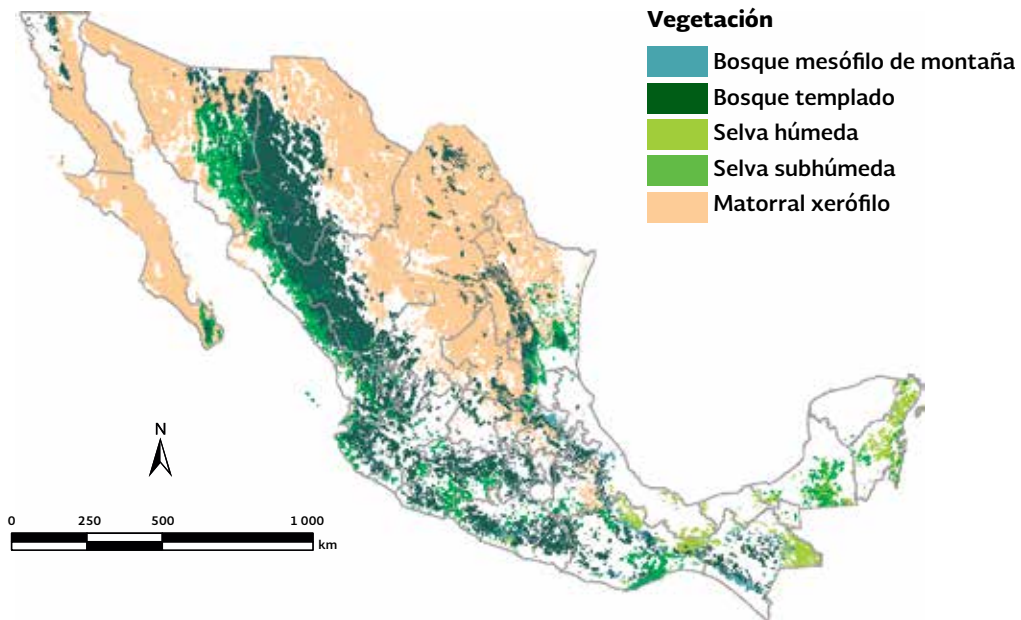 Vegetación
Bosque mesófilo de montaña
Bosque templado
Selva húmeda
Selva subhúmeda
Matorral xerófilo
N
0 250 500 1 000
km